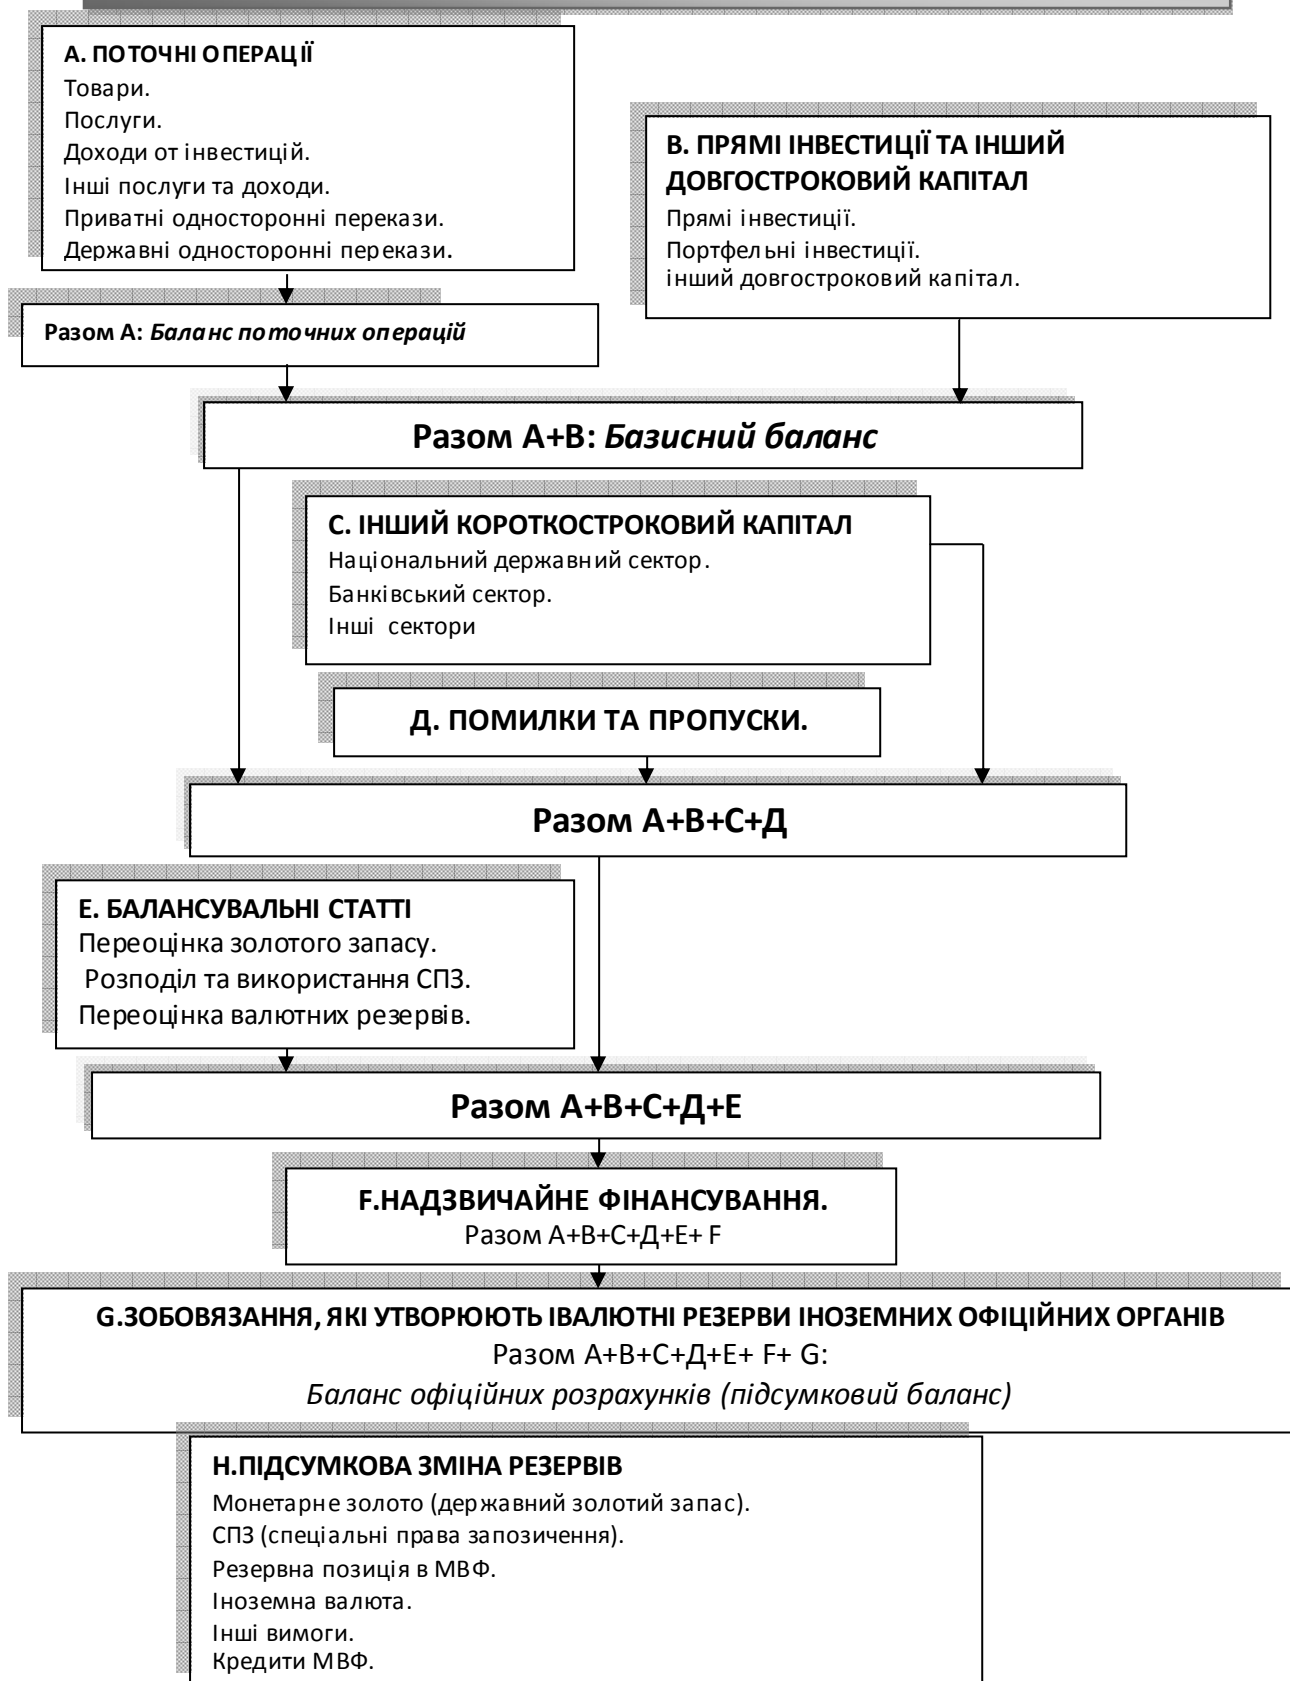 А. ПОТОЧНІ ОПЕРАЦІЇ
Товари.
Послуги.
Доходи от інвестицій.
Інші послуги та доходи.
Приватні односторонні перекази.
Державні односторонні перекази.
В. ПРЯМІ ІНВЕСТИЦІЇ ТА ІНШИЙ
ДОВГОСТРОКОВИЙ КАПІТАЛ
Прямі інвестиції.
Портфельні інвестиції.
інший довгостроковий капітал.
Разом А: Баланс поточних операцій
Разом А+В: Базисний баланс
С. ІНШИЙ КОРОТКОСТРОКОВИЙ КАПІТАЛ
Національний державний сектор.
Банківський сектор.
Інші сектори
Д. ПОМИЛКИ ТА ПРОПУСКИ.
Разом А+В+С+Д
Е. БАЛАНСУВАЛЬНІ СТАТТІ
Переоцінка золотого запасу.
Розподіл та використання СПЗ.
Переоцінка валютних резервів.
Разом А+В+С+Д+Е
F.НАДЗВИЧАЙНЕ ФІНАНСУВАННЯ.
Разом А+В+С+Д+Е+ F
G.ЗОБОВЯЗАННЯ, ЯКІ УТВОРЮЮТЬ ІВАЛЮТНІ РЕЗЕРВИ ІНОЗЕМНИХ ОФІЦІЙНИХ ОРГАНІВ
Разом А+В+С+Д+Е+ F+ G:
Баланс офіційних розрахунків (підсумковий баланс)
Н.ПІДСУМКОВА ЗМІНА РЕЗЕРВІВ
Монетарне золото (державний золотий запас).
СПЗ (спеціальні права запозичення).
Резервна позиція в МВФ.
Іноземна валюта.
Інші вимоги.
Кредити МВФ.